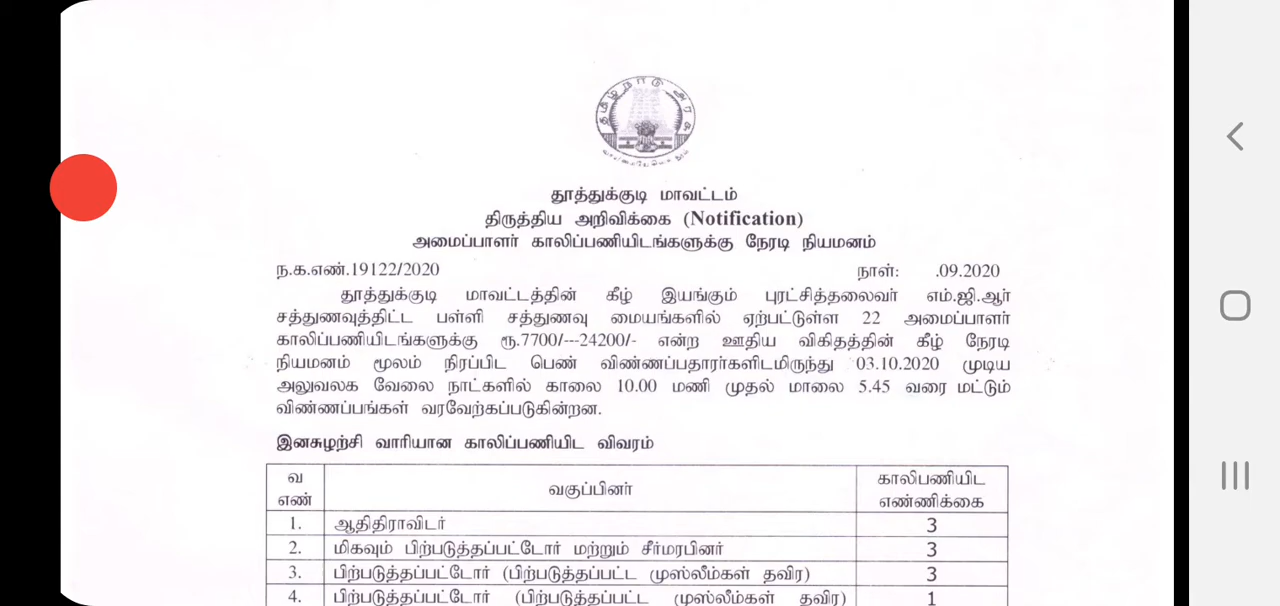 தமிழ்நாடு அரசு
வாய்மையே வெல்லும்
தூத்துக்குடி மாவட்டம்
திருத்திய அறிவிக்கை (Notification)
அமைப்பாளர் காலிப்பணியிடங்களுக்கு நேரடி நியமனம்
ந.க.எண்.19122/2020 நாள்: .09.2020
தூத்துக்குடி மாவட்டத்தின் கீழ் இயங்கும் புரட்சித்தலைவர் எம்.ஜி.ஆர்
சத்துணவுத்திட்ட பள்ளி சத்துணவு மையங்களில் ஏற்பட்டுள்ள 22 அமைப்பாளர்
காலிப்பணியிடங்களுக்கு ரூ.7700/---24200/- என்ற ஊதிய விகிதத்தின் கீழ் நேரடி
நியமனம் மூலம் நிரப்பிட பெண் விண்ணப்பதாரர்களிடமிருந்து 03.10.2020 முடிய
அலுவலக வேலை நாட்களில் காலை 10.00 மணி முதல் மாலை 5.45 வரை மட்டும்
விண்ணப்பங்கள் வரவேற்கப்படுகின்றன.
இனசுழற்சி வாரியான காலிப்பணியிட விவரம்
வ எண் வகுப்பினர் காலிபணியிட எண்ணிக்கை
1. ஆதிதிராவிடர் 3
2. மிகவும் பிற்படுத்தப்பட்டோர் மற்றும் சீர்மரபினர் 3
3. பிற்படுத்தப்பட்டோர் (பிற்படுத்தப்பட்ட முஸ்லீம்கள் தவிர) 3
4. பிற்படுத்தப்பட்டோர் (பிற்படுத்தப்பட்ட முஸ்லீம்கள் தவிர) 1